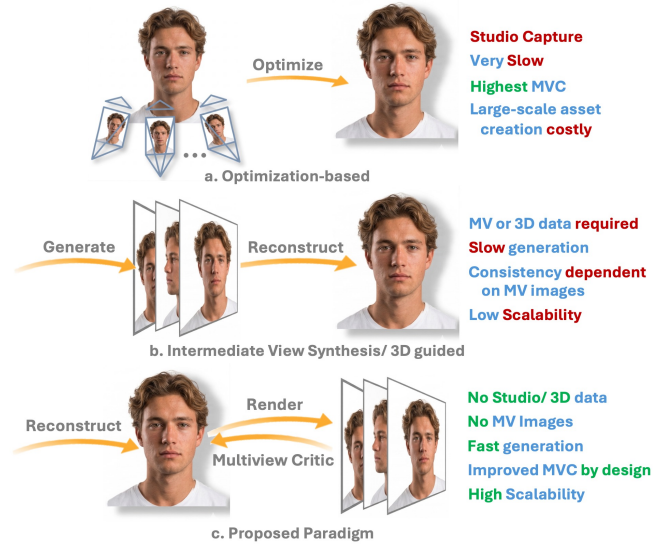 Optimize
Studio Capture
Very Slow
Highest MVC
Large-scale asset
creation costly
a. Optimization-based
Generate
Reconstruct
MV or 3D data required
Slow generation
Consistency dependent
on MV images
Low Scalability
b. Intermediate View Synthesis/ 3D guided
Reconstruct
Render
Multiview Critic
No Studio/ 3D data
No MV Images
Fast generation
Improved MVC by design
High Scalability
c. Proposed Paradigm